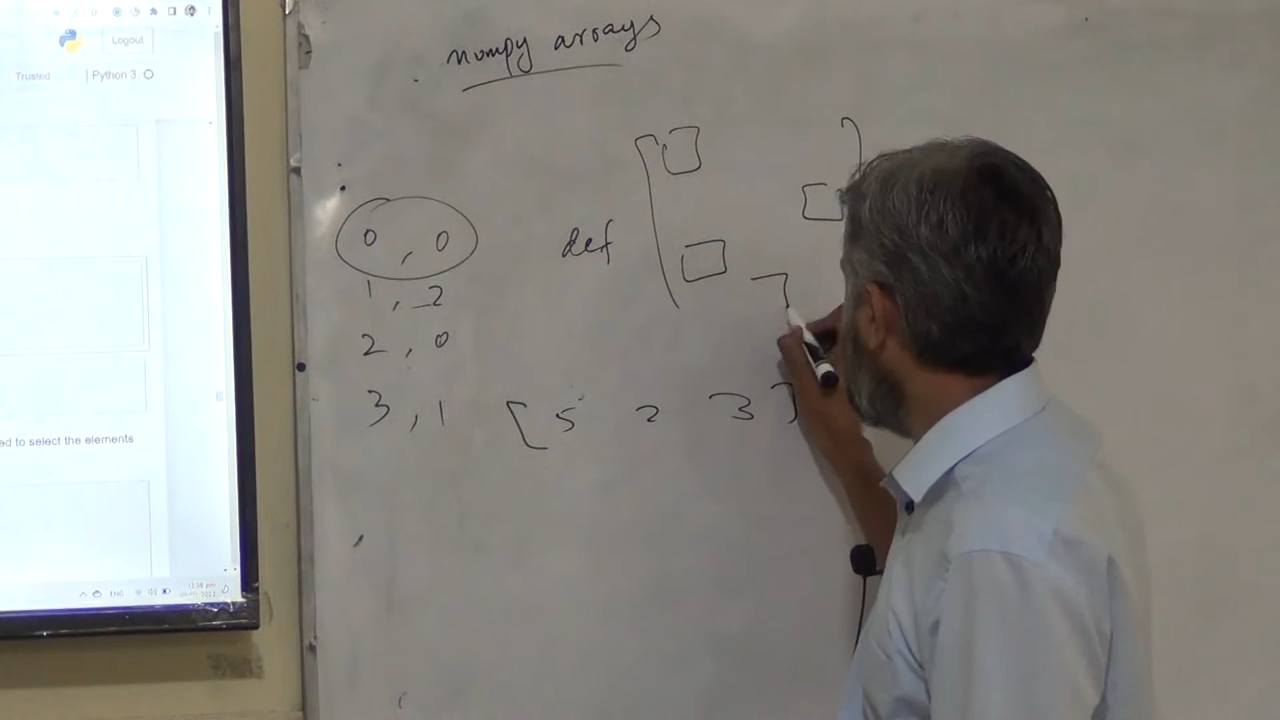 Logout
Trusted | Python 3
ed to select the elements
ENG
numpy arrays
0 , 0
def
1 , 2
2 , 0
3 , 1 [ 5 2 3 ]